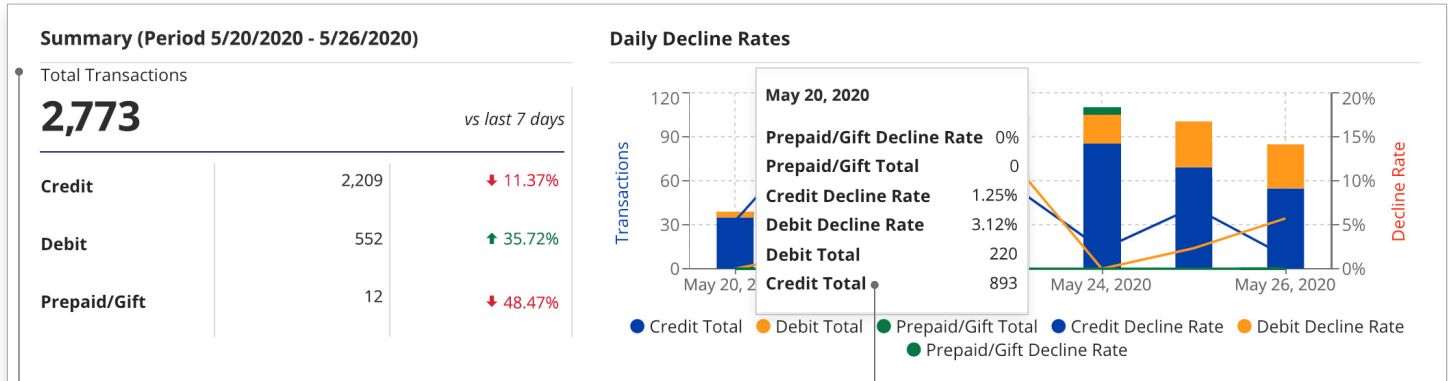 Summary (Period 5/20/2020 - 5/26/2020)
Total Transactions
2,773
vs last 7 days
Credit 2,209 11.37%
Debit 552 35.72%
Prepaid/Gift 12 48.47%
Daily Decline Rates
Transactions
120
90
60
30
0
May 20, 2020
Prepaid/Gift Decline Rate 0%
Prepaid/Gift Total 0
Credit Decline Rate 1.25%
Debit Decline Rate 3.12%
Debit Total 220
Credit Total 893
20%
15%
10%
5%
0%
Decline Rate
May 20, 2 May 24, 2020 May 26, 2020
Credit Total Debit Total Prepaid/Gift Total Credit Decline Rate Debit Decline Rate
Prepaid/Gift Decline Rate